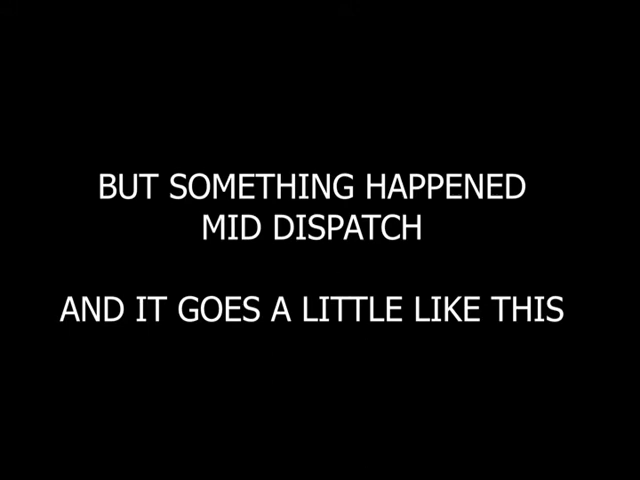 BUT SOMETHING HAPPENED
MID DISPATCH
AND IT GOES A LITTLE LIKE THIS